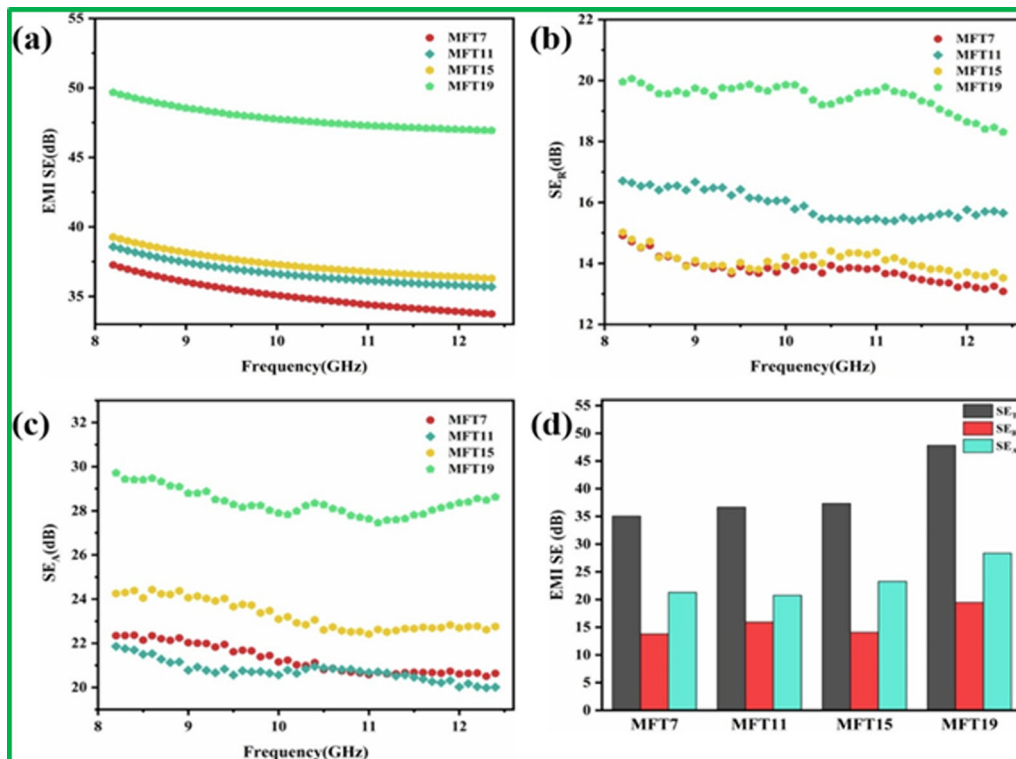 (a)
55
50
45
40
35
EMI SE(dB)
MFT7
MFT11
MFT15
MFT19
8 9 10 11 12
Frequency(GHz)
(b)
22
20
18
16
14
12
SER(dB)
MFT7
MFT11
MFT15
MFT19
8 9 10 11 12
Frequency(GHz)
(c)
32
30
28
26
24
22
20
SEA(dB)
MFT7
MFT11
MFT15
MFT19
8 9 10 11 12
Frequency(GHz)
(d)
55
50
45
40
35
30
25
20
15
10
5
0
EMI SE (dB)
SET
SER
SEA
MFT7 MFT11 MFT15 MFT19